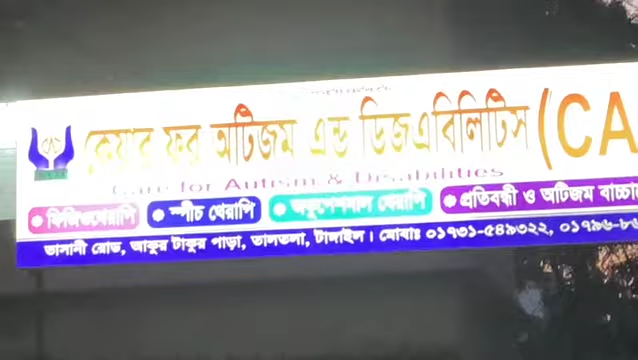 কেয়ার ফর অটিজম এন্ড ডিজএবিলিটিস (CA
Care for Autism & Disabilities
ফিজিওথেরাপি স্পীচ থেরাপি অকুপেশনাল থেরাপি প্রতিবন্ধী ও অটিজম বাচ্চা
ভাসানী রোড, আকুর টাকুর পাড়া, তালতলা, টাঙ্গাইল। মোবাঃ ০১৭৩১-৫৪৯৩২২, ০১৭৯৬-৮৬